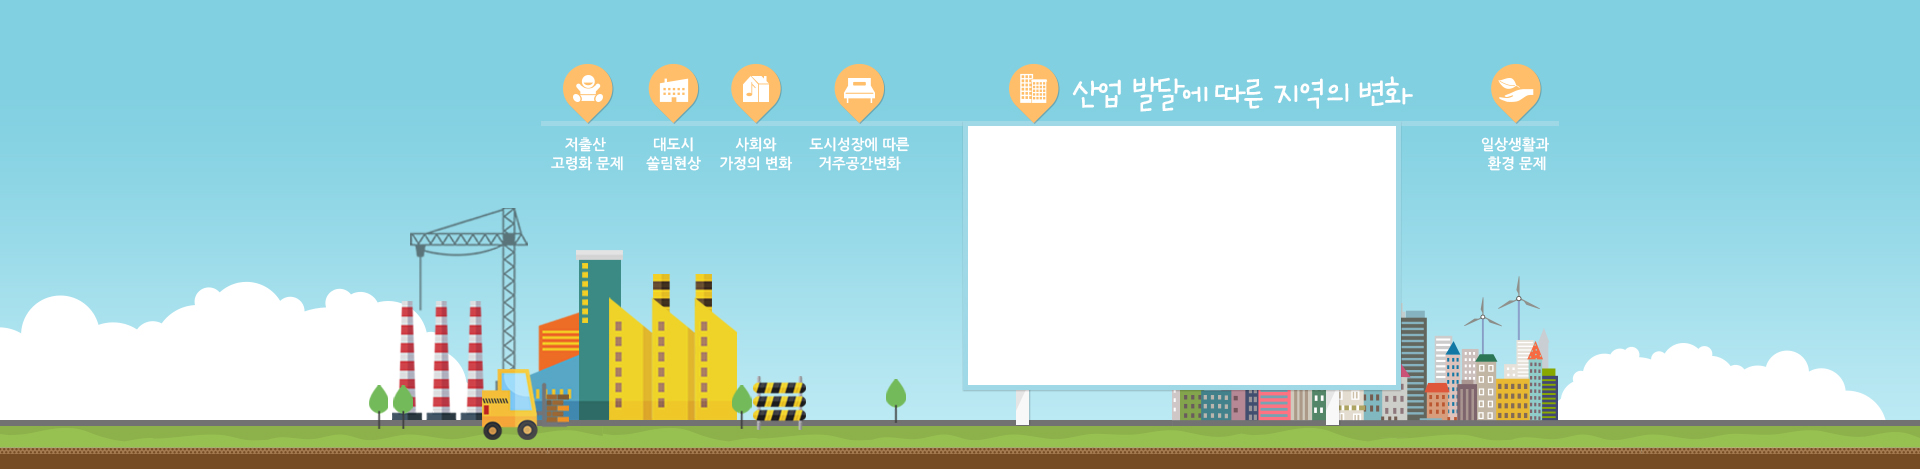 산업 발달에 따른 지역의 변화
저출산
고령화 문제
대도시
쏠림현상
사회와
가정의 변화
도시성장에 따른
거주공간변화
일상생활과
환경 문제